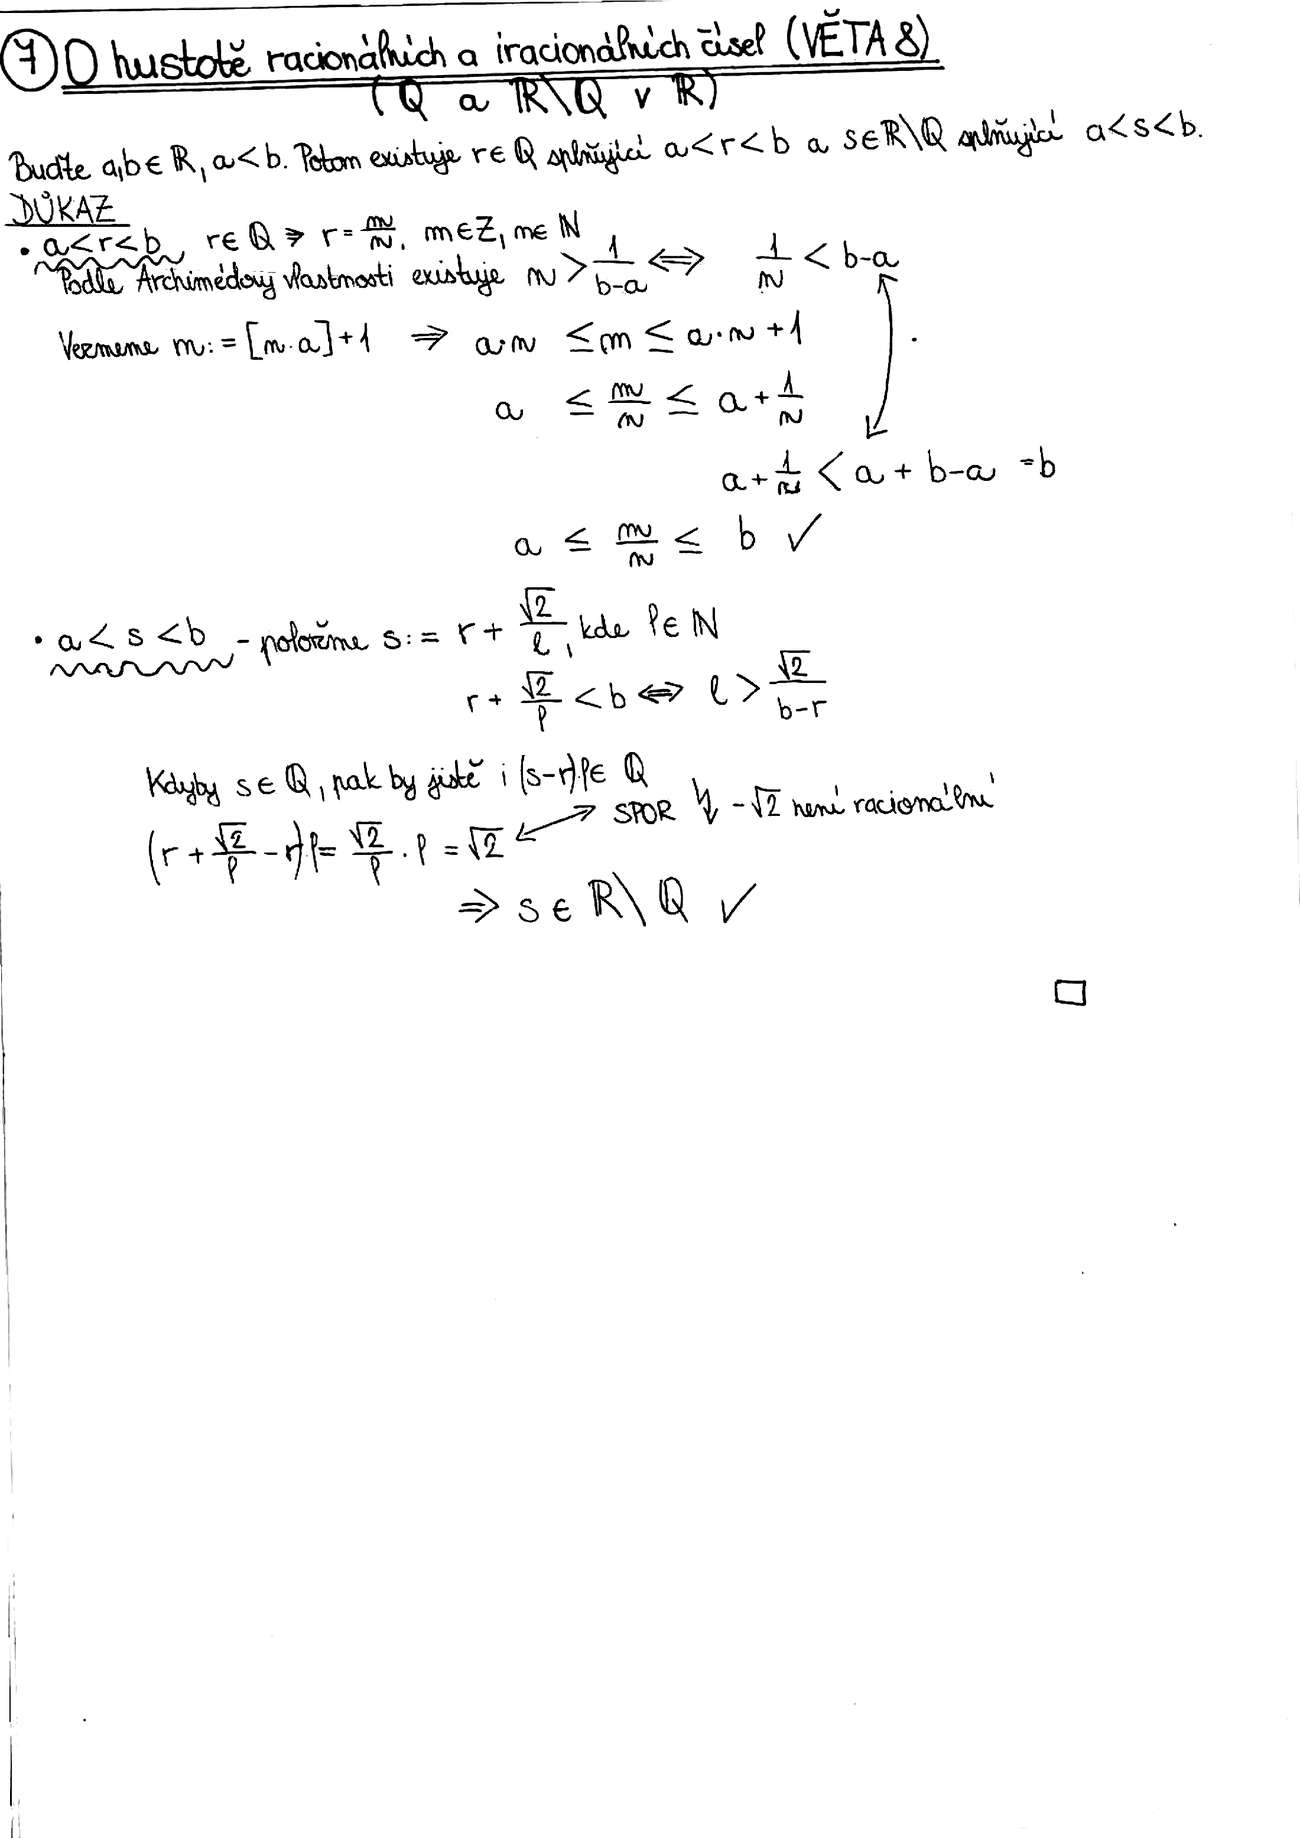 7 O hustotě racionálních a iracionálních čísel (VĚTA 8)
(ℚ a ℝ\ℚ v ℝ)
Buďte a,b ∈ ℝ, a < b. Potom existuje r ∈ ℚ splňující a < r < b a s ∈ ℝ\ℚ splňující a < s < b.
DŮKAZ
• a < r < b, r ∈ ℚ ⇒ r = m/n, m ∈ Z, n ∈ ℕ
Podle Archimédovy vlastnosti existuje n > 1/(b-a) ⇔ 1/n < b-a
Vezmeme m := [n·a]+1 ⇒ a·n ≤ m ≤ a·n + 1
a ≤ m/n ≤ a + 1/n
a + 1/n < a + b-a = b
a ≤ m/n ≤ b ✓
• a < s < b - položme s := r + √2/l, kde l ∈ ℕ
r + √2/l < b ⇔ l > √2/(b-r)
Kdyby s ∈ ℚ, pak by jistě i (s-r)·l ∈ ℚ
SPOR ↯ - √2 není racionální
(r + √2/l - r)·l = √2/l · l = √2
⇒ s ∈ ℝ\ℚ ✓
□